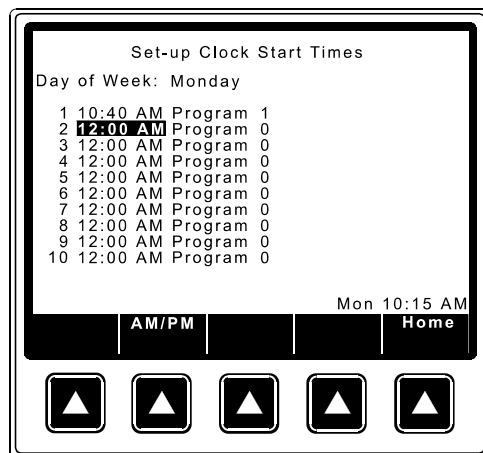 Set-up Clock Start Times
Day of Week: Monday
1 10:40 AM Program 1
2 12:00 AM Program 0
3 12:00 AM Program 0
4 12:00 AM Program 0
5 12:00 AM Program 0
6 12:00 AM Program 0
7 12:00 AM Program 0
8 12:00 AM Program 0
9 12:00 AM Program 0
10 12:00 AM Program 0
Mon 10:15 AM
AM/PM Home